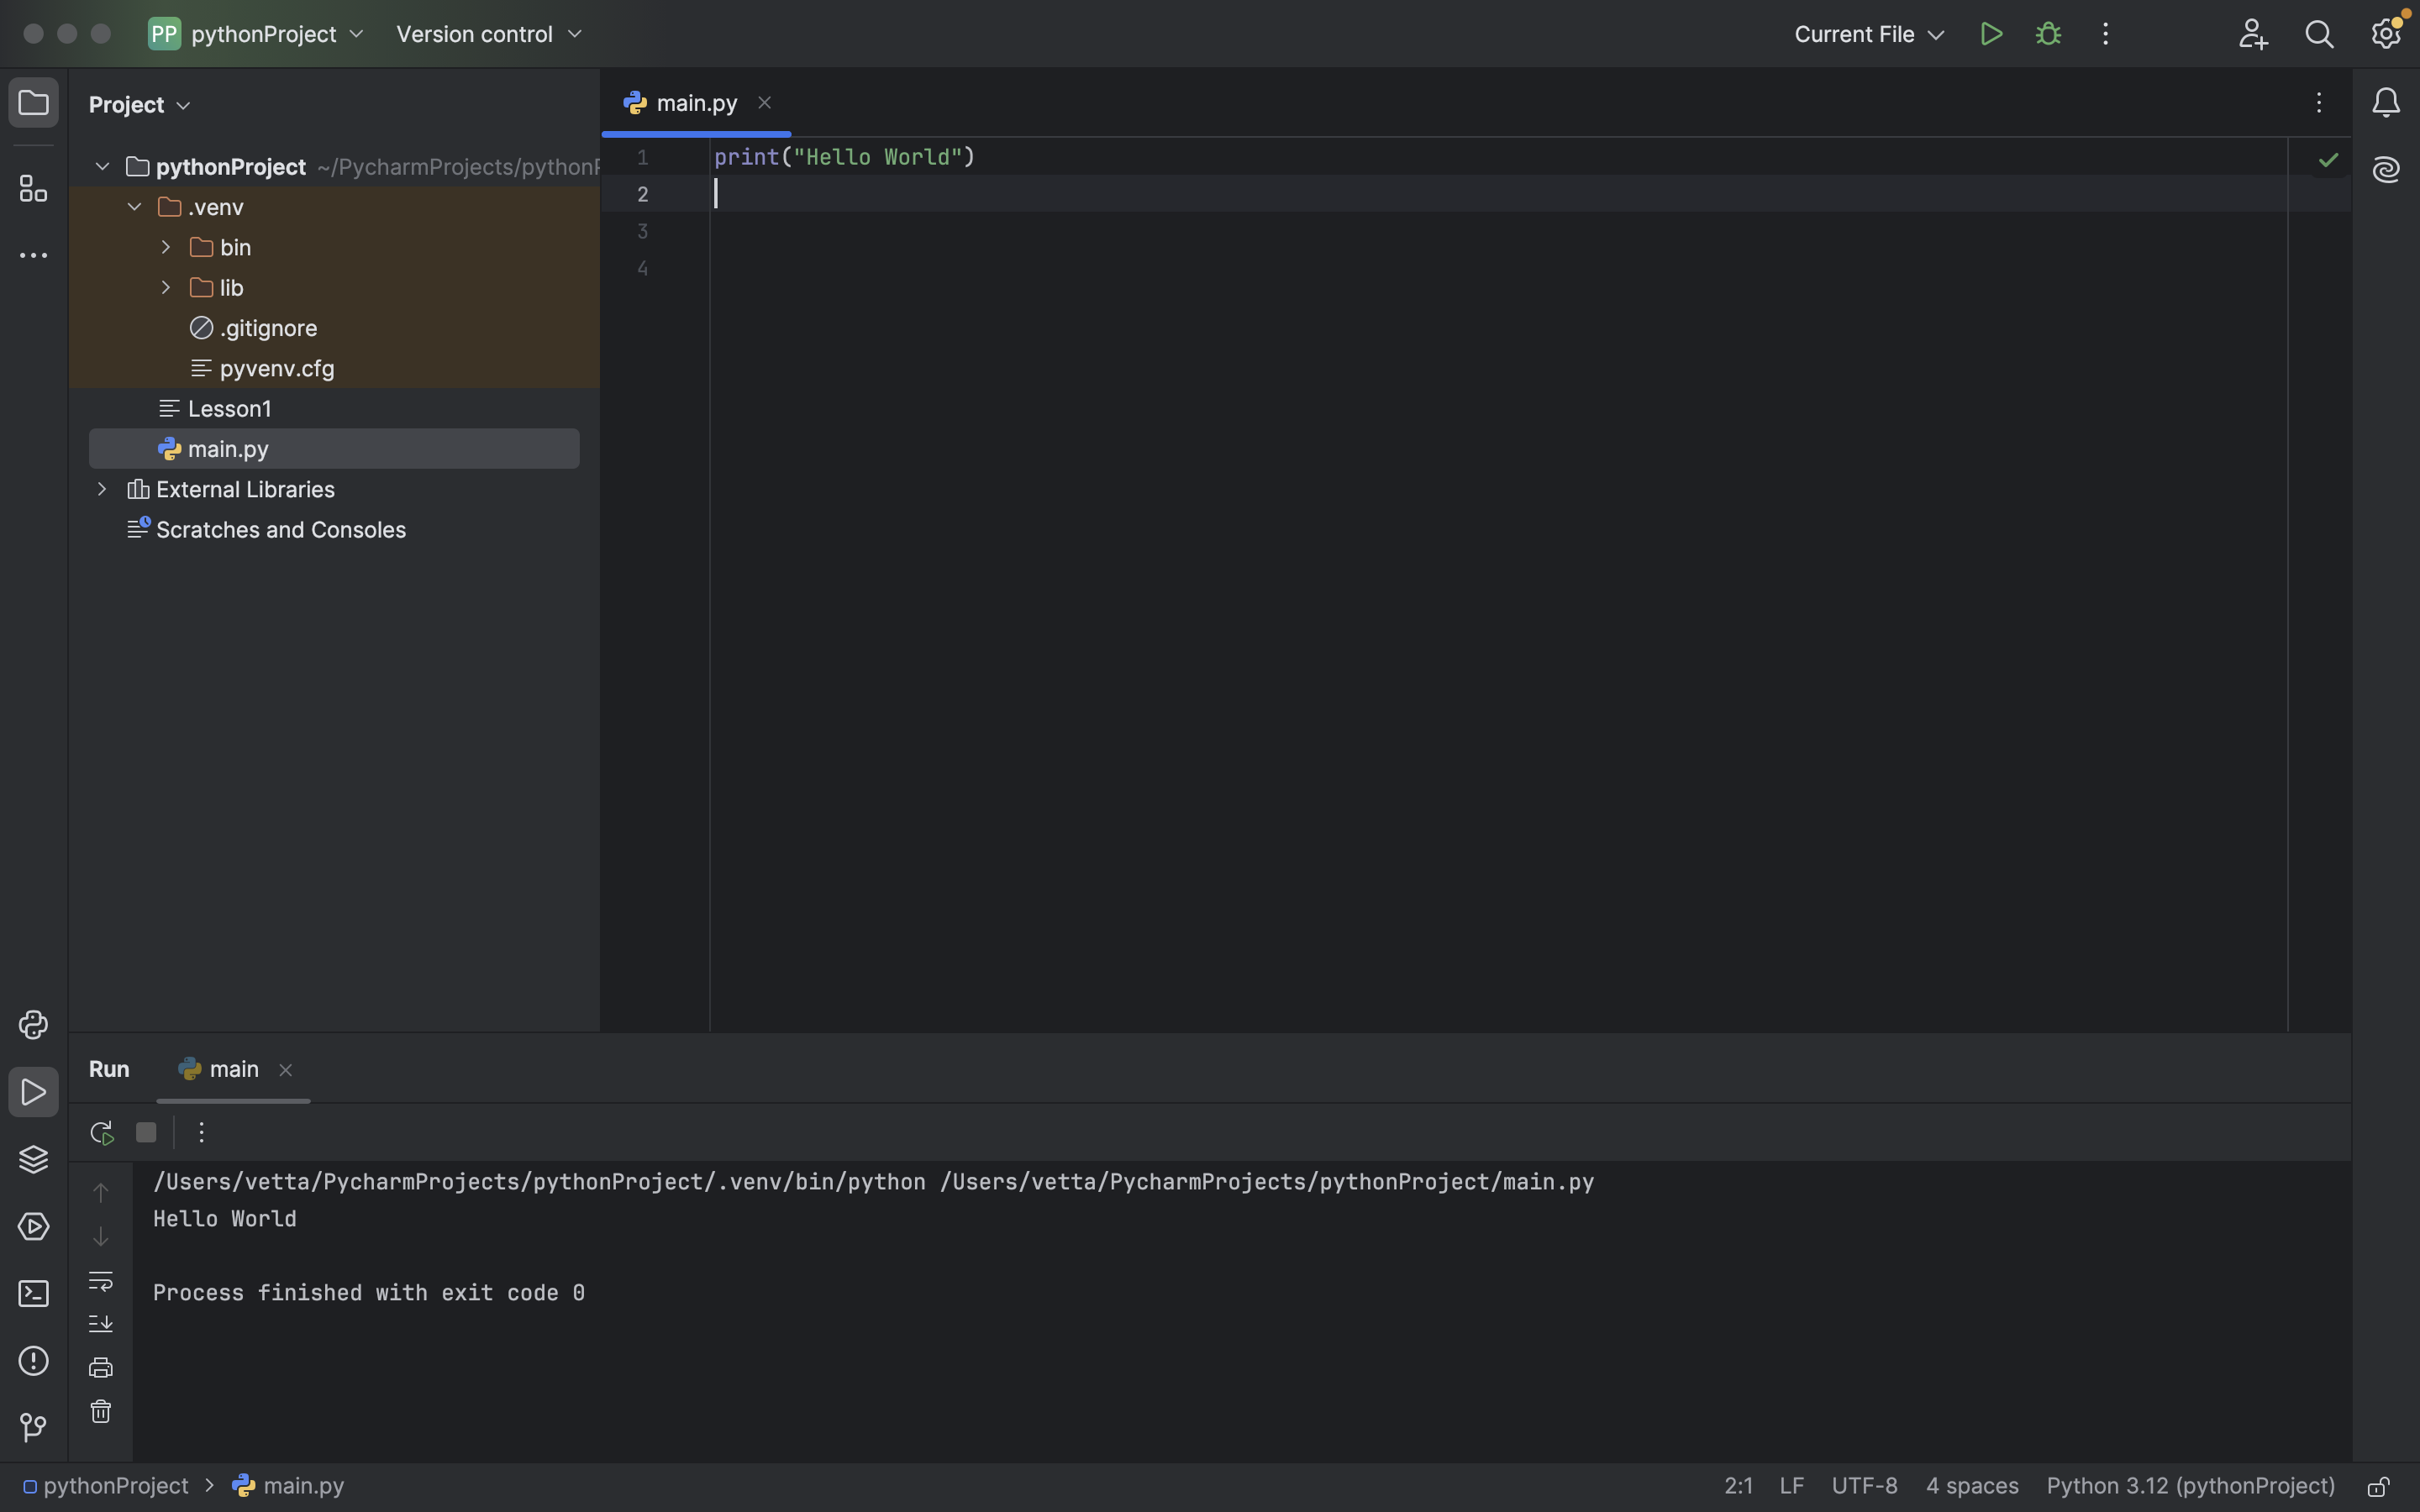 PP pythonProject Version control Current File
Project
main.py
pythonProject ~/PycharmProjects/pythonP
.venv
bin
lib
.gitignore
pyvenv.cfg
Lesson1
main.py
External Libraries
Scratches and Consoles
1 print("Hello World")
2
3
4
Run main
/Users/vetta/PycharmProjects/pythonProject/.venv/bin/python /Users/vetta/PycharmProjects/pythonProject/main.py
Hello World
Process finished with exit code 0
pythonProject > main.py 2:1 LF UTF-8 4 spaces Python 3.12 (pythonProject)